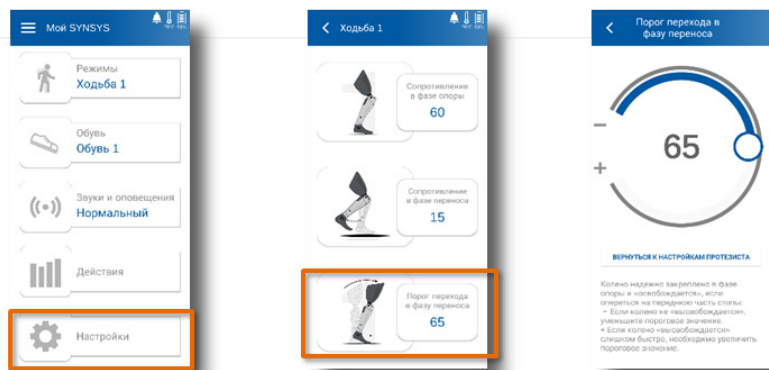 Мой SYNSYS
Режимы
Ходьба 1
Обувь
Обувь 1
Звуки и оповещения
Нормальный
Действия
Настройки
Ходьба 1
Сопротивление
в фазе опоры
60
Сопротивление
в фазе переноса
15
Порог перехода
в фазу переноса
65
Порог перехода в
фазу переноса
−
65
+
ВЕРНУТЬСЯ К НАСТРОЙКАМ ПРОТЕЗИСТА
Колено надежно закреплено в фазе
опоры и «освобождается», если
опереться на переднюю часть стопы:
− Если колено не «высвобождается»,
уменьшите пороговое значение.
+ Если колено «высвобождается»
слишком быстро, необходимо увеличить
пороговое значение.